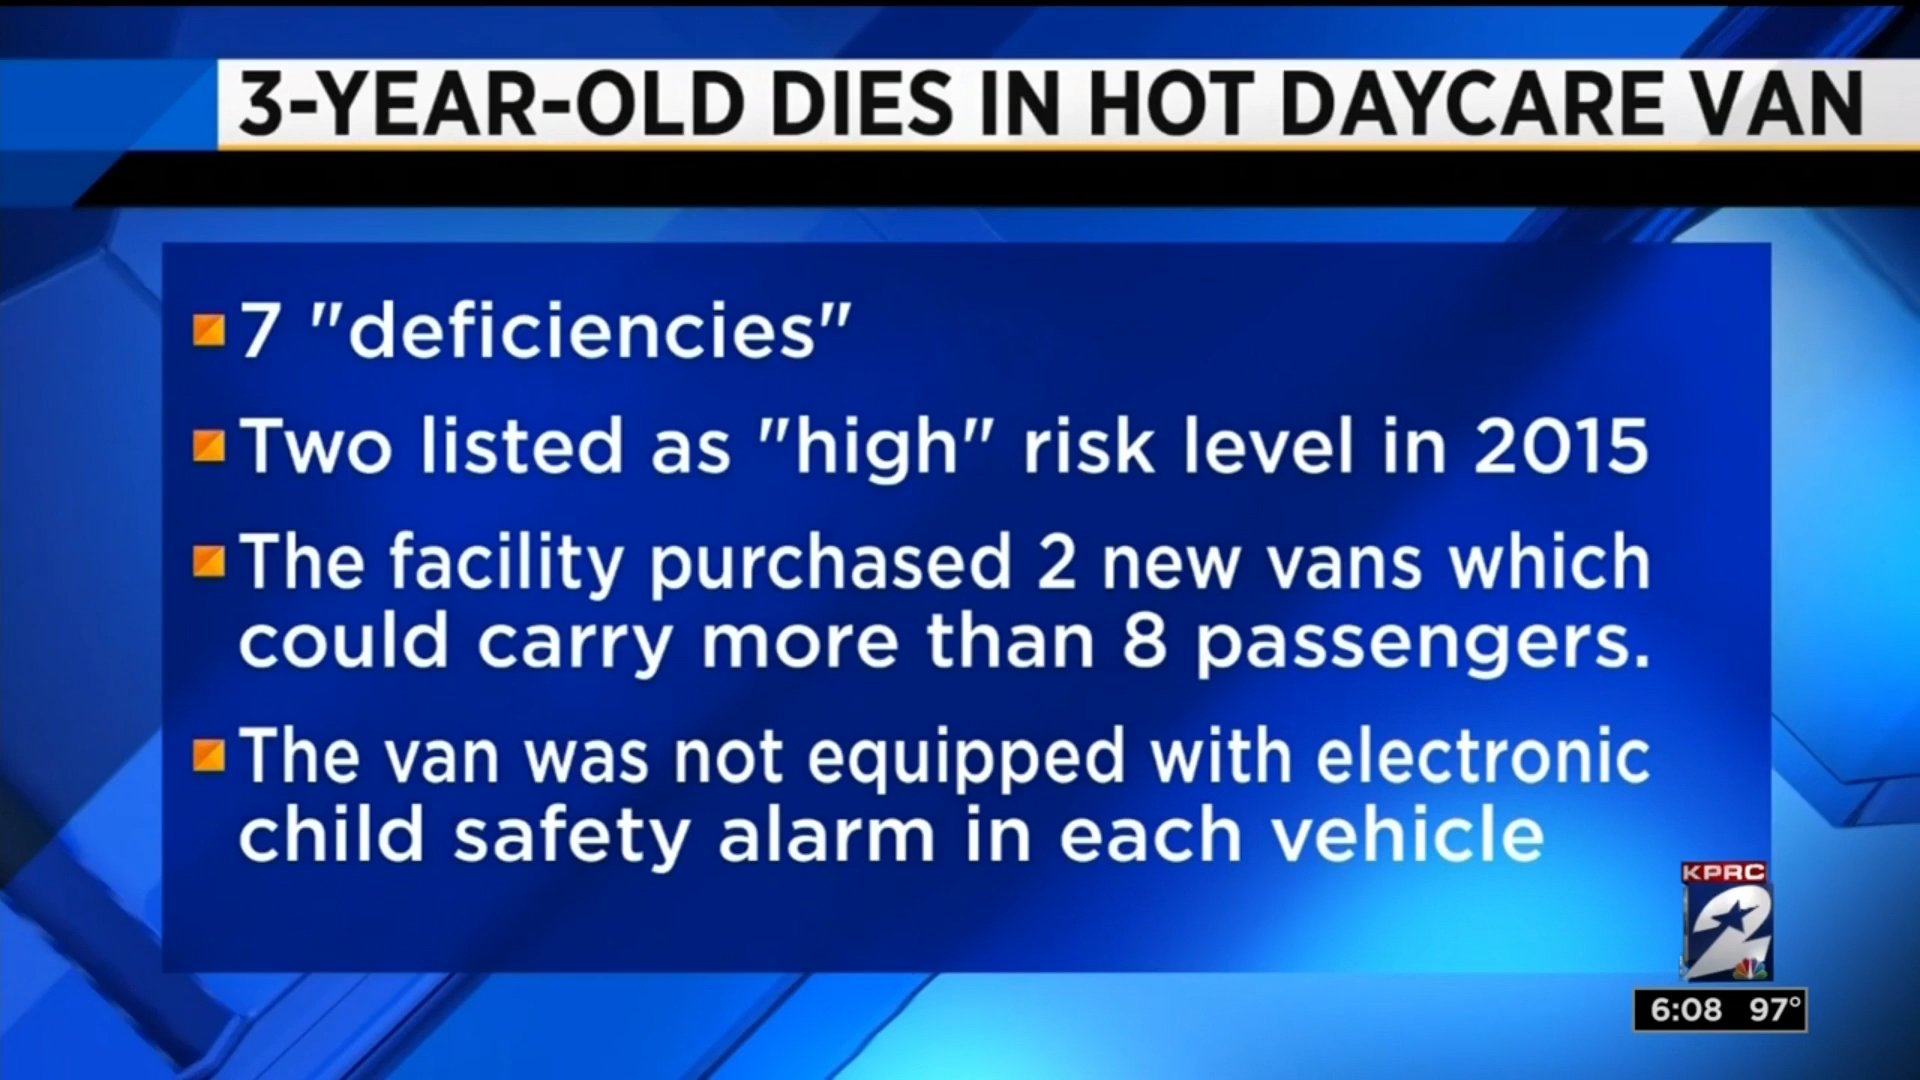 3-YEAR-OLD DIES IN HOT DAYCARE VAN
7 "deficiencies"
Two listed as "high" risk level in 2015
The facility purchased 2 new vans which
could carry more than 8 passengers.
The van was not equipped with electronic
child safety alarm in each vehicle
KPRC
2
6:08 97°